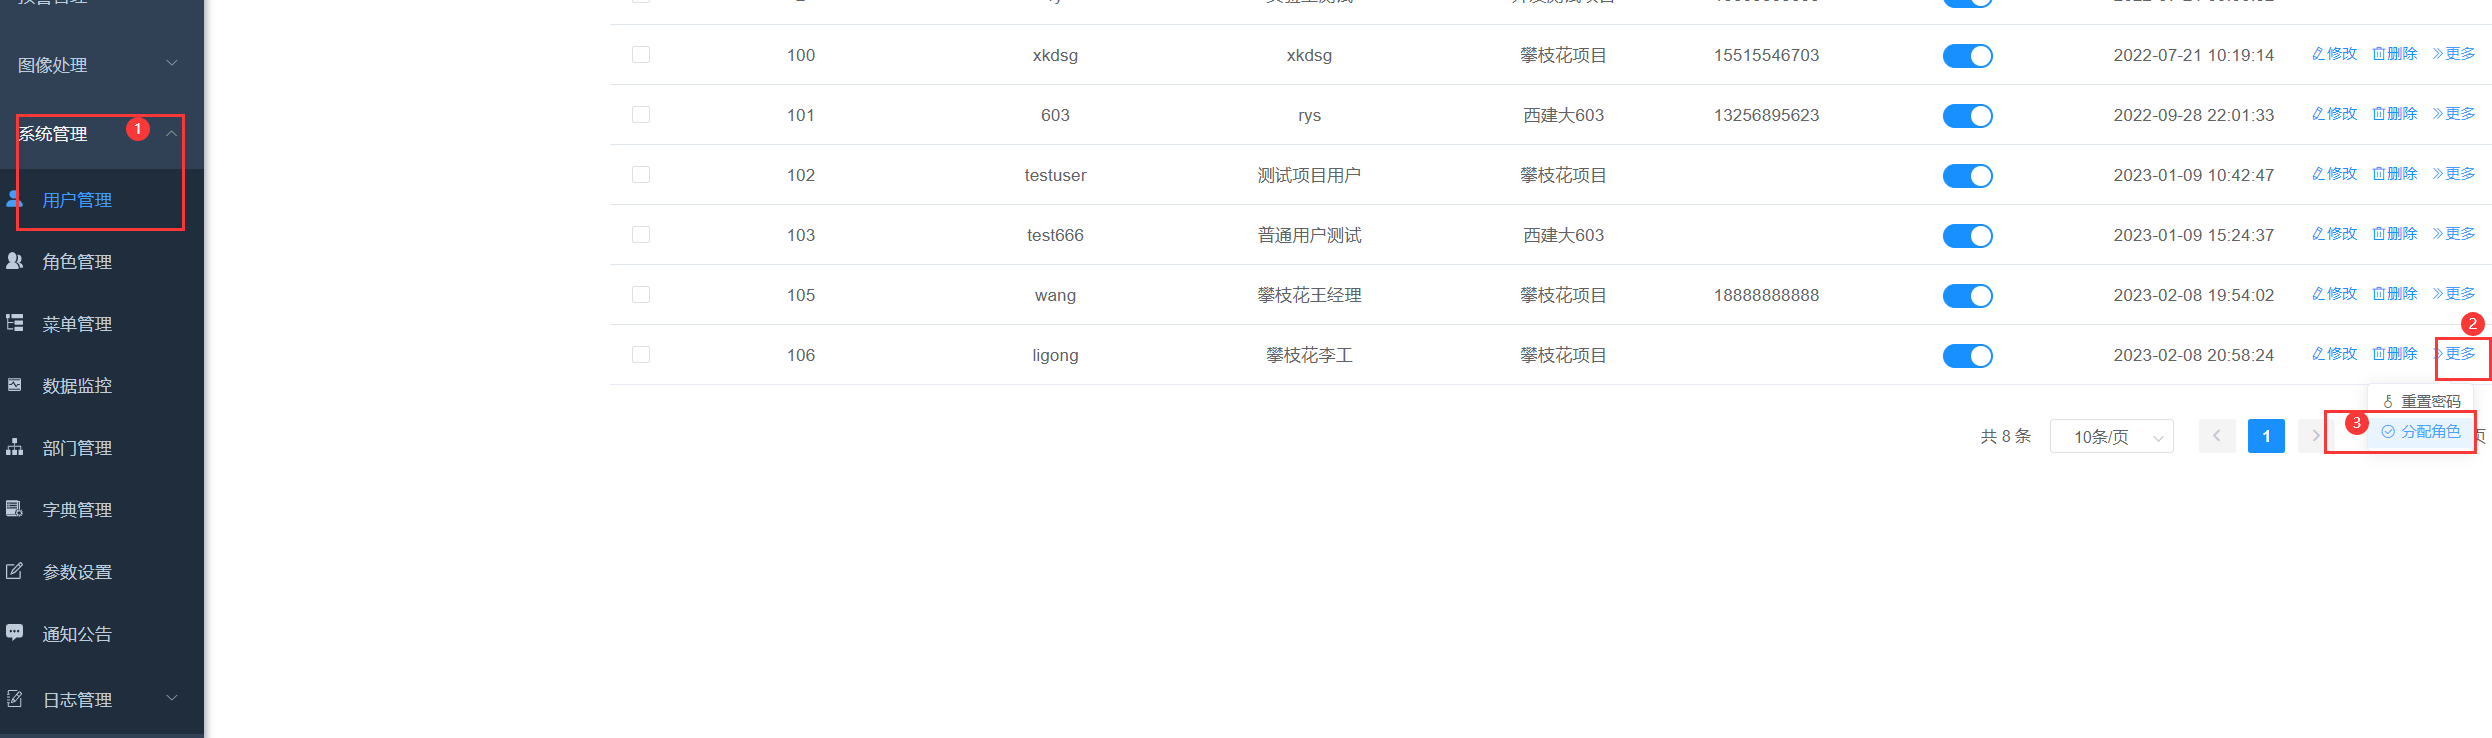 图像处理
系统管理 1
用户管理
角色管理
菜单管理
数据监控
部门管理
字典管理
参数设置
通知公告
日志管理
100 xkdsg xkdsg 攀枝花项目 15515546703 2022-07-21 10:19:14 修改 删除 更多
101 603 rys 西建大603 13256895623 2022-09-28 22:01:33 修改 删除 更多
102 testuser 测试项目用户 攀枝花项目 2023-01-09 10:42:47 修改 删除 更多
103 test666 普通用户测试 西建大603 2023-01-09 15:24:37 修改 删除 更多
105 wang 攀枝花王经理 攀枝花项目 18888888888 2023-02-08 19:54:02 修改 删除 更多
2
106 ligong 攀枝花李工 攀枝花项目 2023-02-08 20:58:24 修改 删除 更多
重置密码
3 分配角色
共 8 条 10条/页 1 页